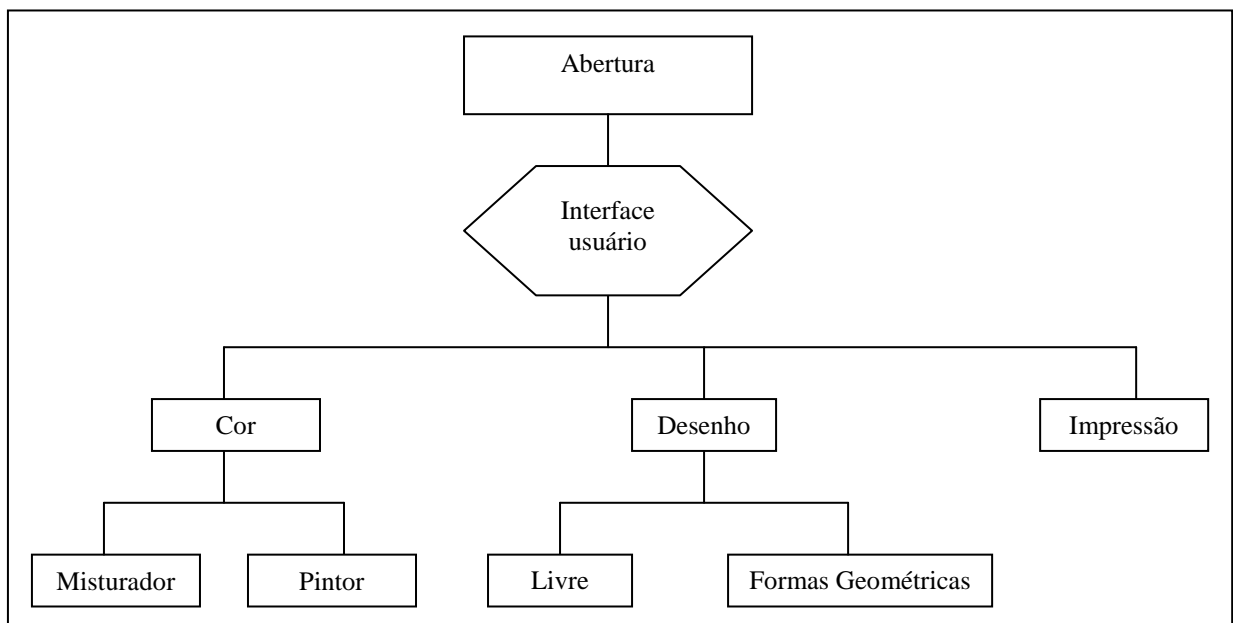 Abertura
Interface
usuário
Cor
Desenho
Impressão
Misturador
Pintor
Livre
Formas Geométricas